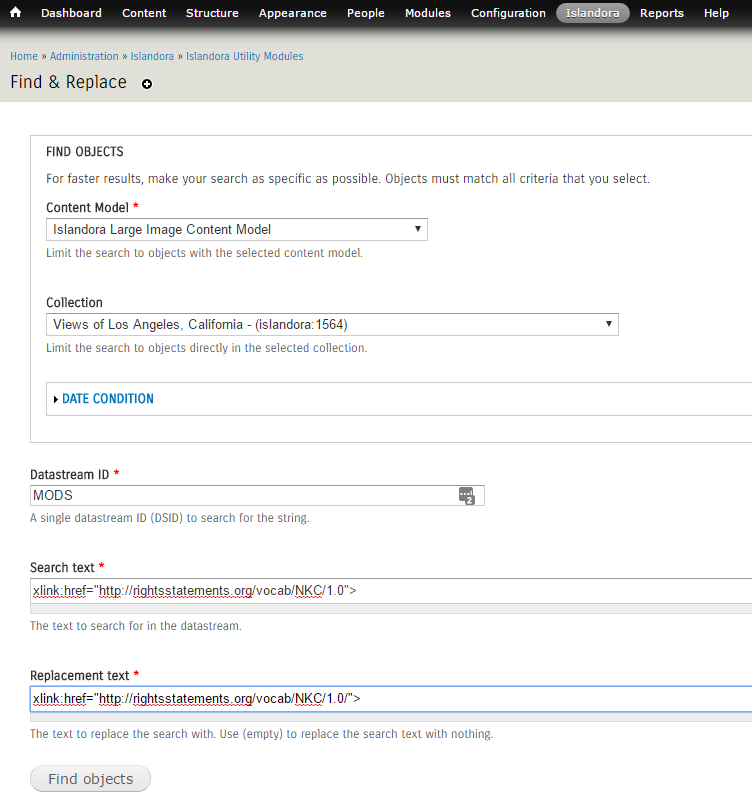 Dashboard Content Structure Appearance People Modules Configuration Islandora Reports Help
Home » Administration » Islandora » Islandora Utility Modules
Find & Replace
FIND OBJECTS
For faster results, make your search as specific as possible. Objects must match all criteria that you select.
Content Model *
Islandora Large Image Content Model
Limit the search to objects with the selected content model.
Collection
Views of Los Angeles, California - (islandora:1564)
Limit the search to objects directly in the selected collection.
DATE CONDITION
Datastream ID *
MODS
2
A single datastream ID (DSID) to search for the string.
Search text *
xlink:href="http://rightsstatements.org/vocab/NKC/1.0">
The text to search for in the datastream.
Replacement text *
xlink:href="http://rightsstatements.org/vocab/NKC/1.0/">
The text to replace the search with. Use (empty) to replace the search text with nothing.
Find objects